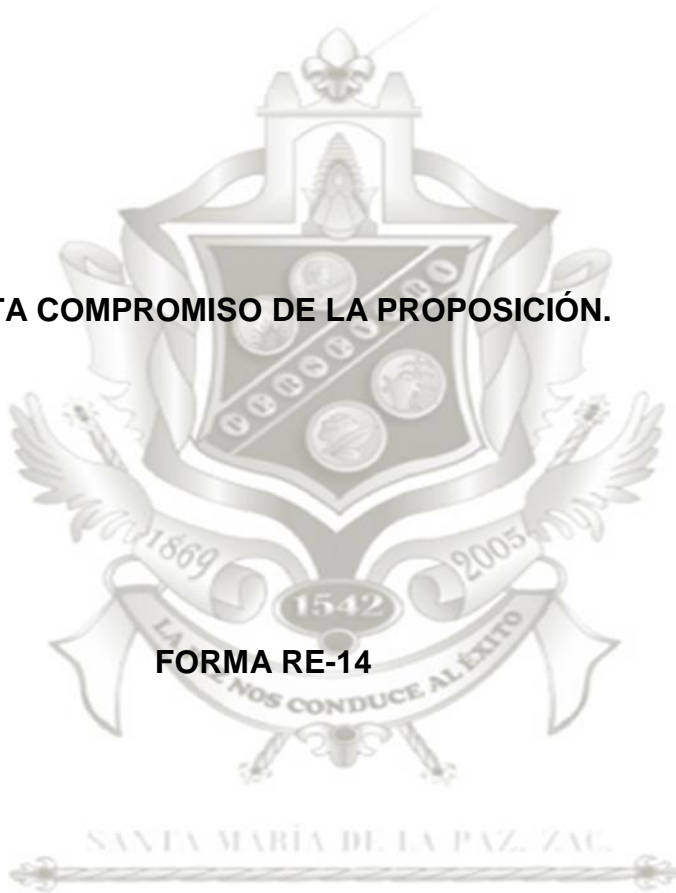 TA COMPROMISO DE LA PROPOSICIÓN.
PERSEVERA
1869
2005
1542
FORMA RE-14
LA PAZ NOS CONDUCE AL ÉXITO
SANTA MARÍA DE LA PAZ, ZAC.